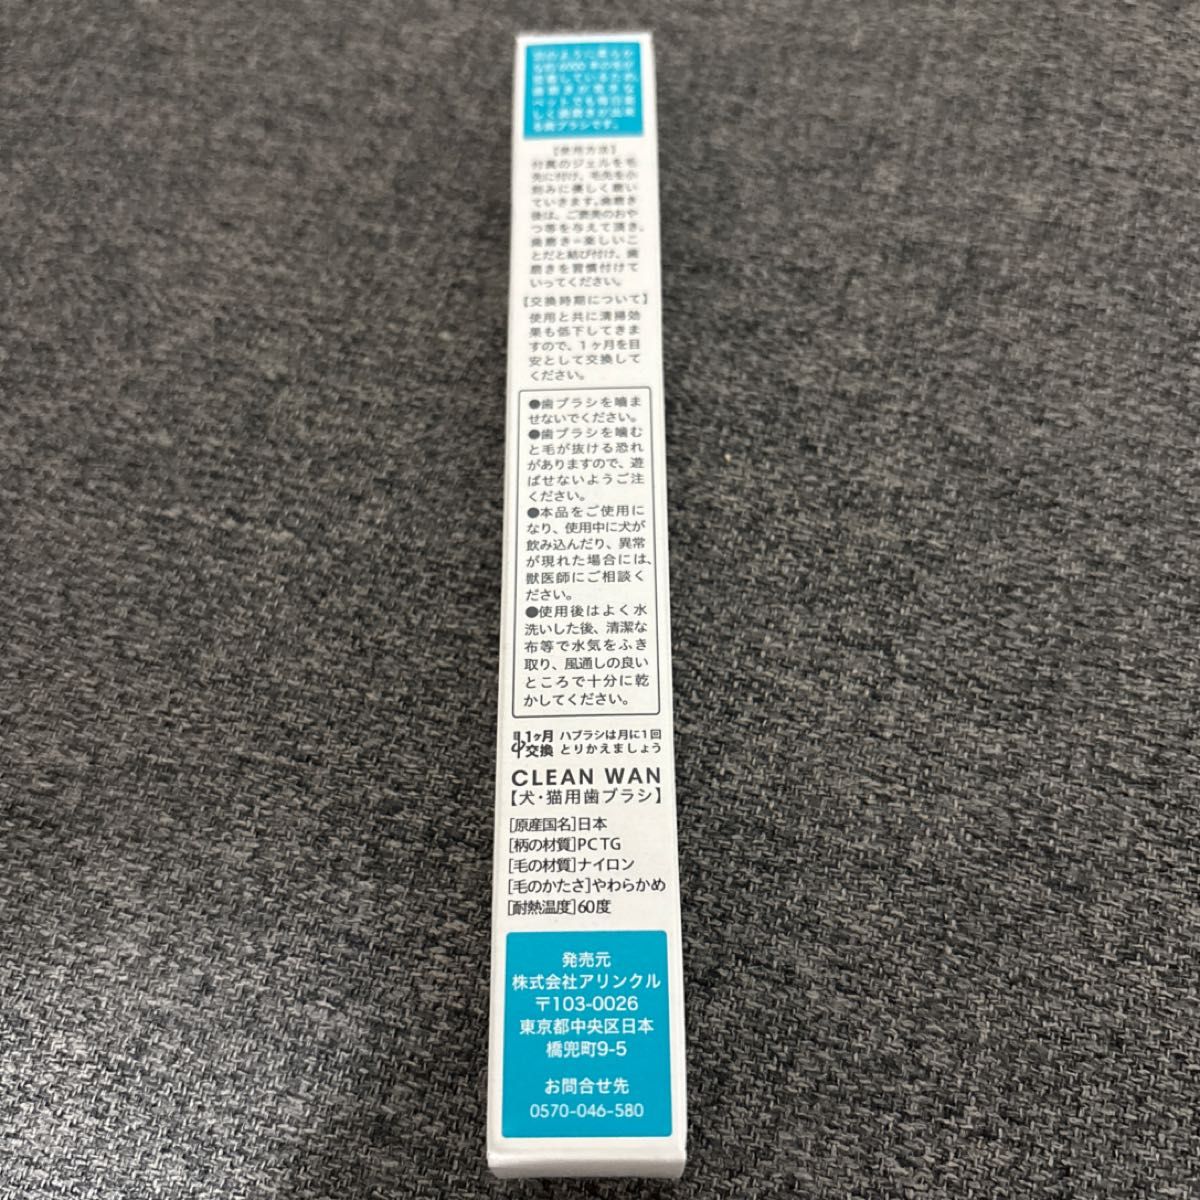 密着しているため、
歯磨きが苦手な
ペットでも毎日楽
しく歯磨きが出来
る歯ブラシです。
【使用方法】
付属のジェルを毛
先に付け、毛先を小
刻みに優しく磨い
ていきます。歯磨き
後は、ご褒美のおや
つ等を与えて頂き、
歯磨き＝楽しいこ
とだと結び付け、歯
磨きを習慣付けて
いってください。
【交換時期について】
使用と共に清掃効
果も低下してきま
すので、1ヶ月を目
安として交換して
ください。
●歯ブラシを噛ま
せないでください。
●歯ブラシを噛む
と毛が抜ける恐れ
がありますので、遊
ばせないようご注
ください。
●本品をご使用に
なり、使用中に犬が
飲み込んだり、異常
が現れた場合には、
獣医師にご相談く
ださい。
●使用後はよく水
洗いした後、清潔な
布等で水気をふき
取り、風通しの良い
ところで十分に乾
かしてください。
1ヶ月 ハブラシは月に1回
交換 とりかえましょう
CLEAN WAN
【犬・猫用歯ブラシ】
[原産国名]日本
[柄の材質]PCTG
[毛の材質]ナイロン
[毛のかたさ]やわらかめ
[耐熱温度]60度
発売元
株式会社アリンクル
〒103-0026
東京都中央区日本
橋兜町9-5
お問合せ先
0570-046-580